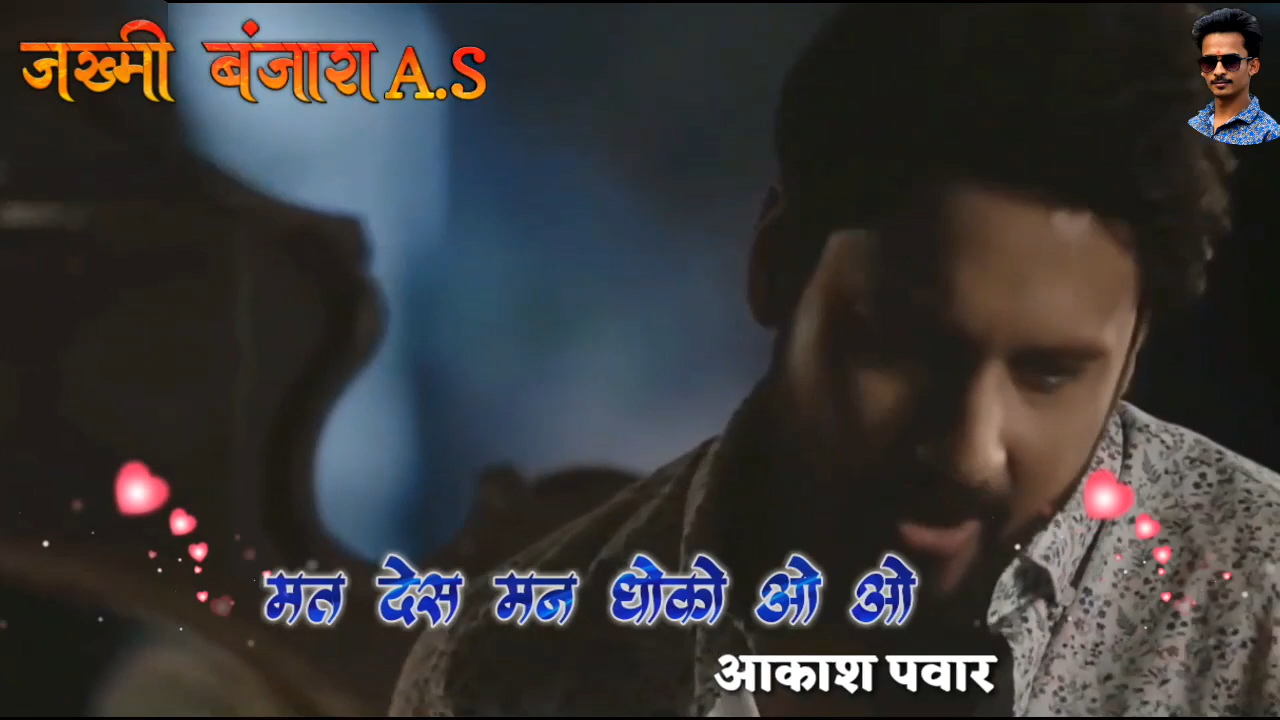 जख्मी बंजारा A.S
मत देस मन धोको ओ ओ
आकाश पवार